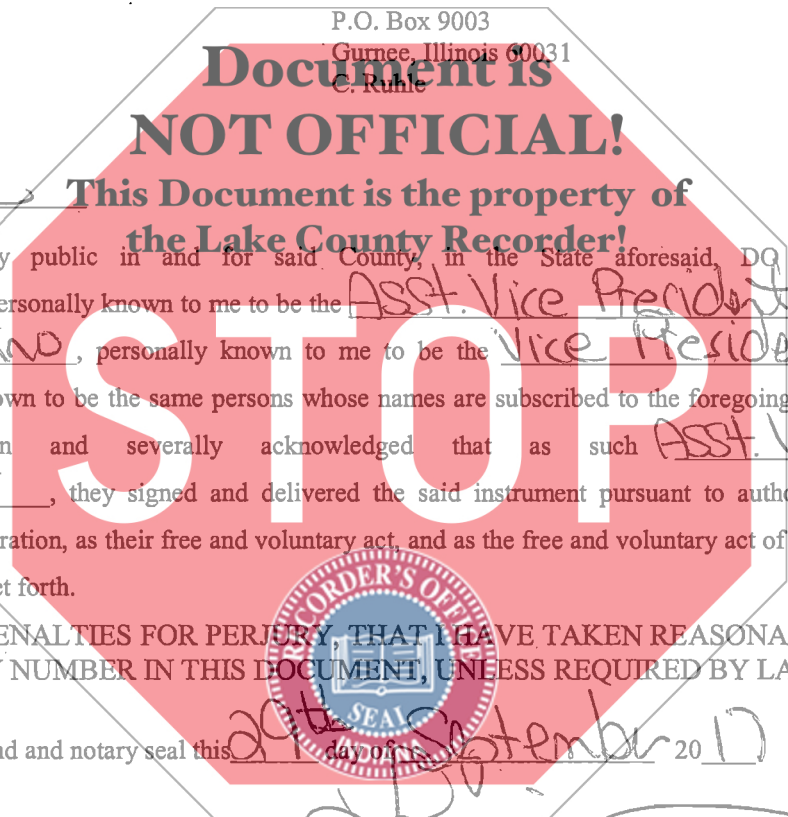 P.O. Box 9003
Gurnee, Illinois 60031
C. Ruhle
Document is
NOT OFFICIAL!
This Document is the property of
the Lake County Recorder!
y public in and for said County, in the State aforesaid, DO
ersonally known to me to be the Asst. Vice President
, personally known to me to be the Vice Preside
own to be the same persons whose names are subscribed to the foregoing
n and severally acknowledged that as such Asst. V
, they signed and delivered the said instrument pursuant to autho
ration, as their free and voluntary act, and as the free and voluntary act of
et forth.
STOP
ENALTIES FOR PERJURY, THAT I HAVE TAKEN REASONA
Y NUMBER IN THIS DOCUMENT, UNLESS REQUIRED BY LA
RECORDER'S OFFICE
SEAL
nd and notary seal this 29th day of September 2017